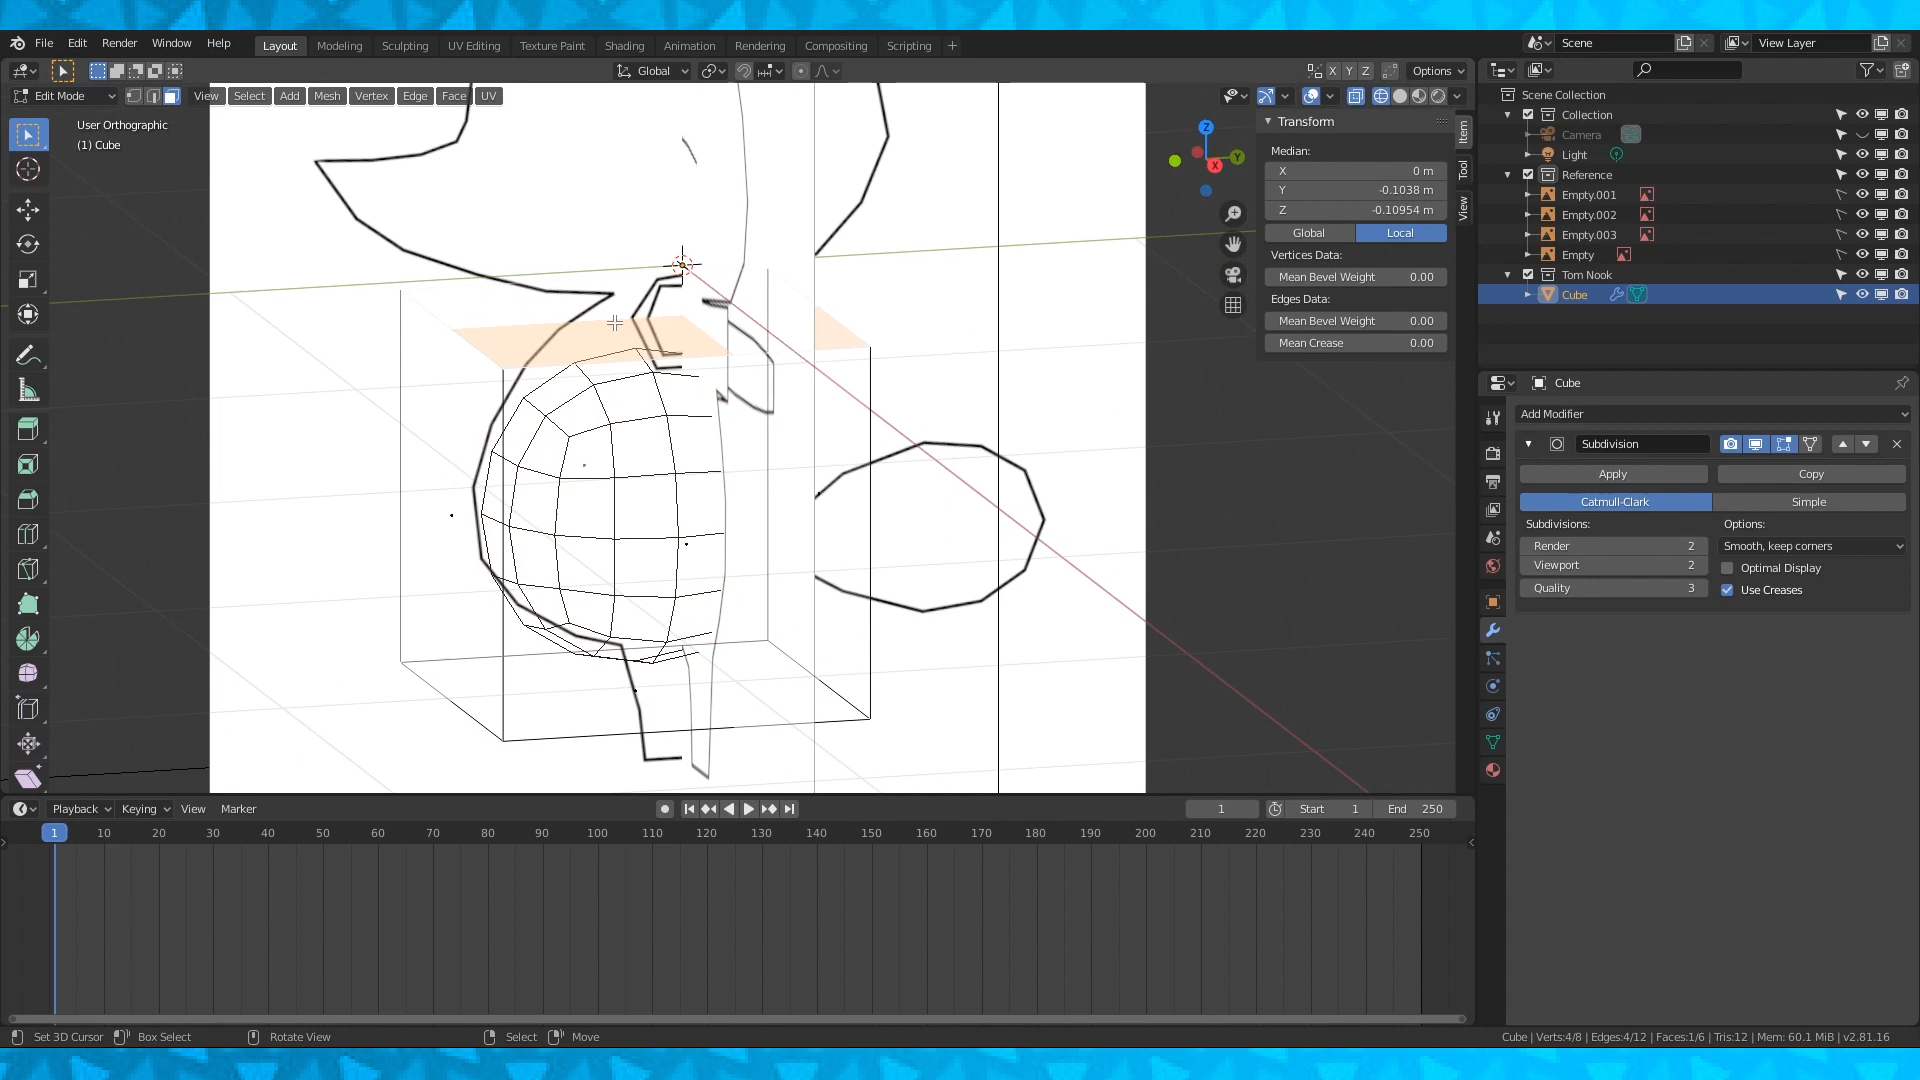 File Edit Render Window Help
Layout Modeling Sculpting UV Editing Texture Paint Shading Animation Rendering Compositing Scripting +
Scene
View Layer
Global
X Y Z
Options
Edit Mode
View Select Add Mesh Vertex Edge Face UV
User Orthographic
(1) Cube
Z
Y
X
Transform
Median:
X 0 m
Y -0.1038 m
Z -0.10954 m
Global Local
Vertices Data:
Mean Bevel Weight 0.00
Edges Data:
Mean Bevel Weight 0.00
Mean Crease 0.00
Item
Tool
View
Scene Collection
Collection
Camera
Light
Reference
Empty.001
Empty.002
Empty.003
Empty
Tom Nook
Cube
Cube
Add Modifier
Subdivision
Apply Copy
Catmull-Clark Simple
Subdivisions: Options:
Render 2 Smooth, keep corners
Viewport 2 Optimal Display
Quality 3 Use Creases
Playback Keying View Marker
1 Start 1 End 250
1 10 20 30 40 50 60 70 80 90 100 110 120 130 140 150 160 170 180 190 200 210 220 230 240 250
Set 3D Cursor Box Select Rotate View Select Move
Cube | Verts:4/8 | Edges:4/12 | Faces:1/6 | Tris:12 | Mem: 60.1 MiB | v2.81.16